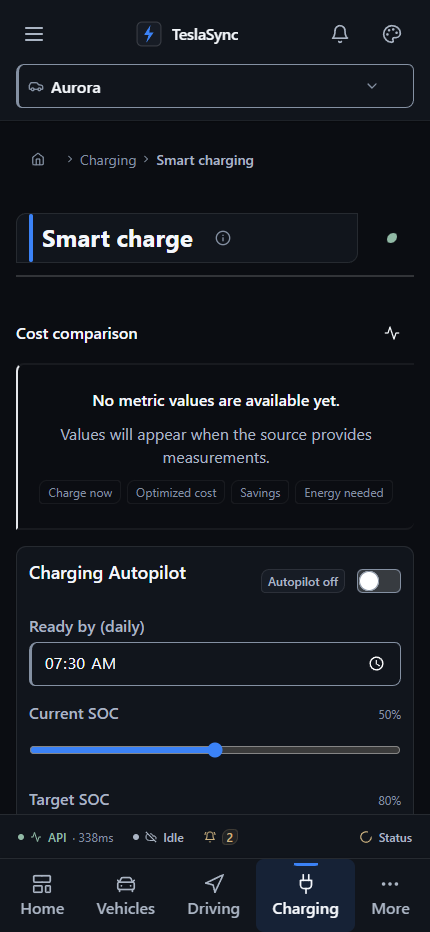 TeslaSync
Aurora
Charging
Smart charging
Smart charge
Cost comparison
No metric values are available yet.
Values will appear when the source provides
measurements.
Charge now
Optimized cost
Savings
Energy needed
Charging Autopilot
Autopilot off
Ready by (daily)
07:30 AM
Current SOC
50%
Target SOC
80%
API · 338ms
Idle
2
Status
Home
Vehicles
Driving
Charging
More